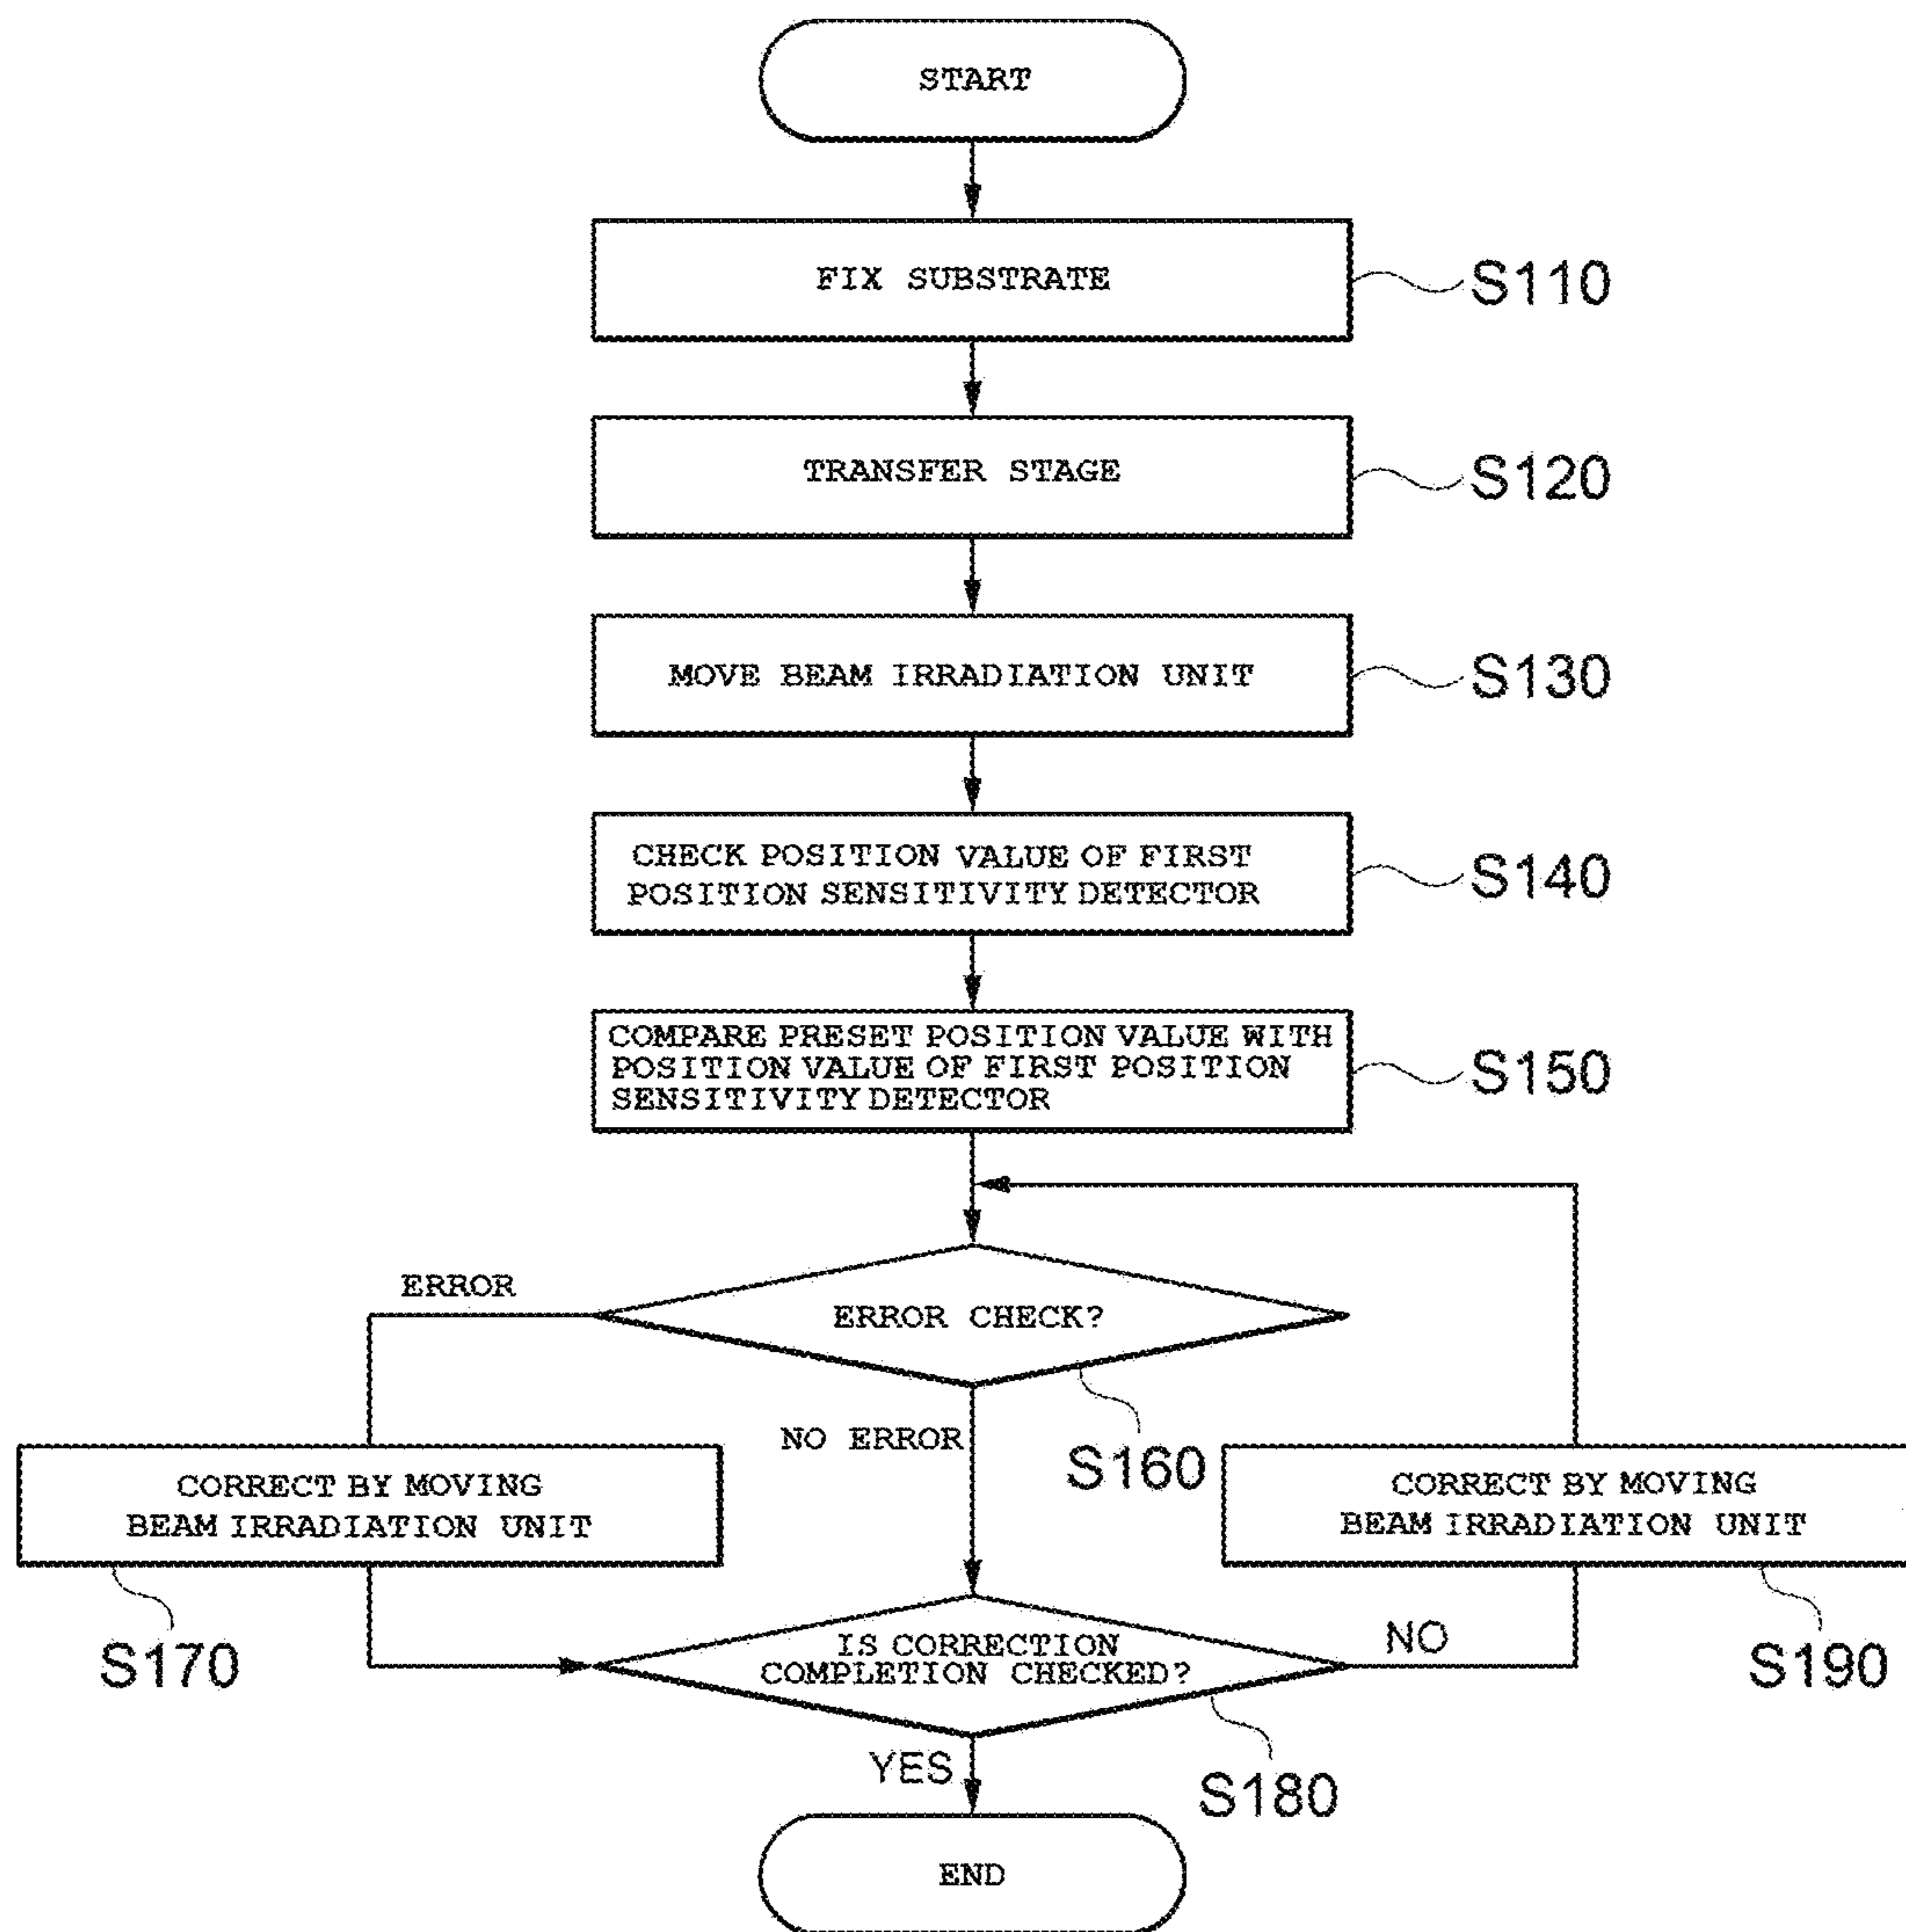 START
FIX SUBSTRATE
S110
TRANSFER STAGE
S120
MOVE BEAM IRRADIATION UNIT
S130
CHECK POSITION VALUE OF FIRST
POSITION SENSITIVITY DETECTOR
S140
COMPARE PRESET POSITION VALUE WITH
POSITION VALUE OF FIRST POSITION
SENSITIVITY DETECTOR
S150
ERROR
ERROR CHECK?
S160
NO ERROR
CORRECT BY MOVING
BEAM IRRADIATION UNIT
S170
CORRECT BY MOVING
BEAM IRRADIATION UNIT
S190
IS CORRECTION
COMPLETION CHECKED?
NO
S180
YES
END